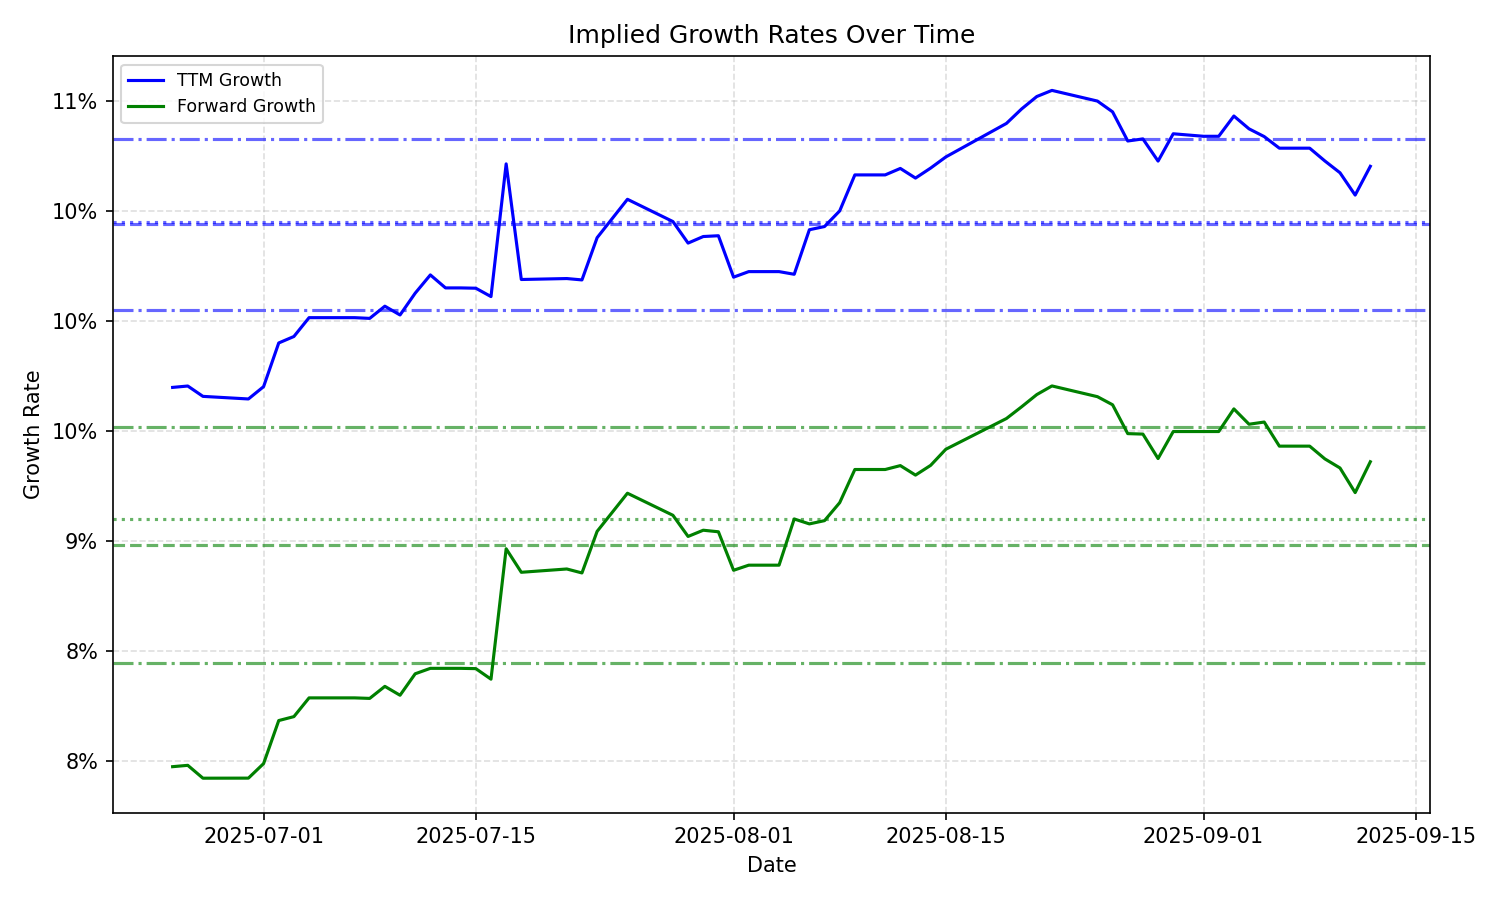 Implied Growth Rates Over Time
TTM Growth
Forward Growth
11%
10%
10%
10%
9%
8%
8%
Growth Rate
2025-07-01
2025-07-15
2025-08-01
2025-08-15
2025-09-01
2025-09-15
Date